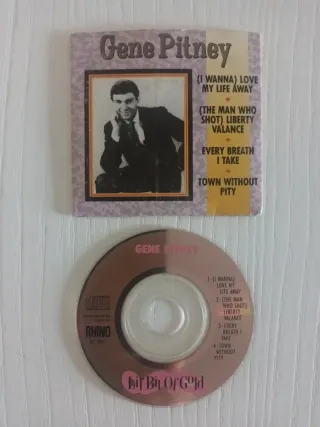 Gene Pitney
(I WANNA) LOVE
MY LIFE AWAY
(THE MAN WHO
SHOT) LIBERTY
VALANCE
EVERY BREATH
I TAKE
TOWN WITHOUT
PITY
GENE PITNEY
1-(I WANNA)
LOVE MY
LIFE AWAY
2-(THE MAN
WHO SHOT)
LIBERTY
VALANCE
3-EVERY
BREATH I
TAKE
4-TOWN
WITHOUT
PITY
RHINO
Lil' Bit Of Gold